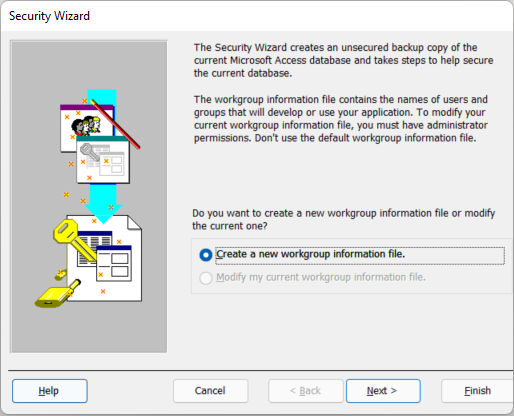 Security Wizard
The Security Wizard creates an unsecured backup copy of the
current Microsoft Access database and takes steps to help secure
the current database.
The workgroup information file contains the names of users and
groups that will develop or use your application. To modify your
current workgroup information file, you must have administrator
permissions. Don't use the default workgroup information file.
Do you want to create a new workgroup information file or modify
the current one?
Create a new workgroup information file.
Modify my current workgroup information file.
Help
Cancel
< Back
Next >
Finish